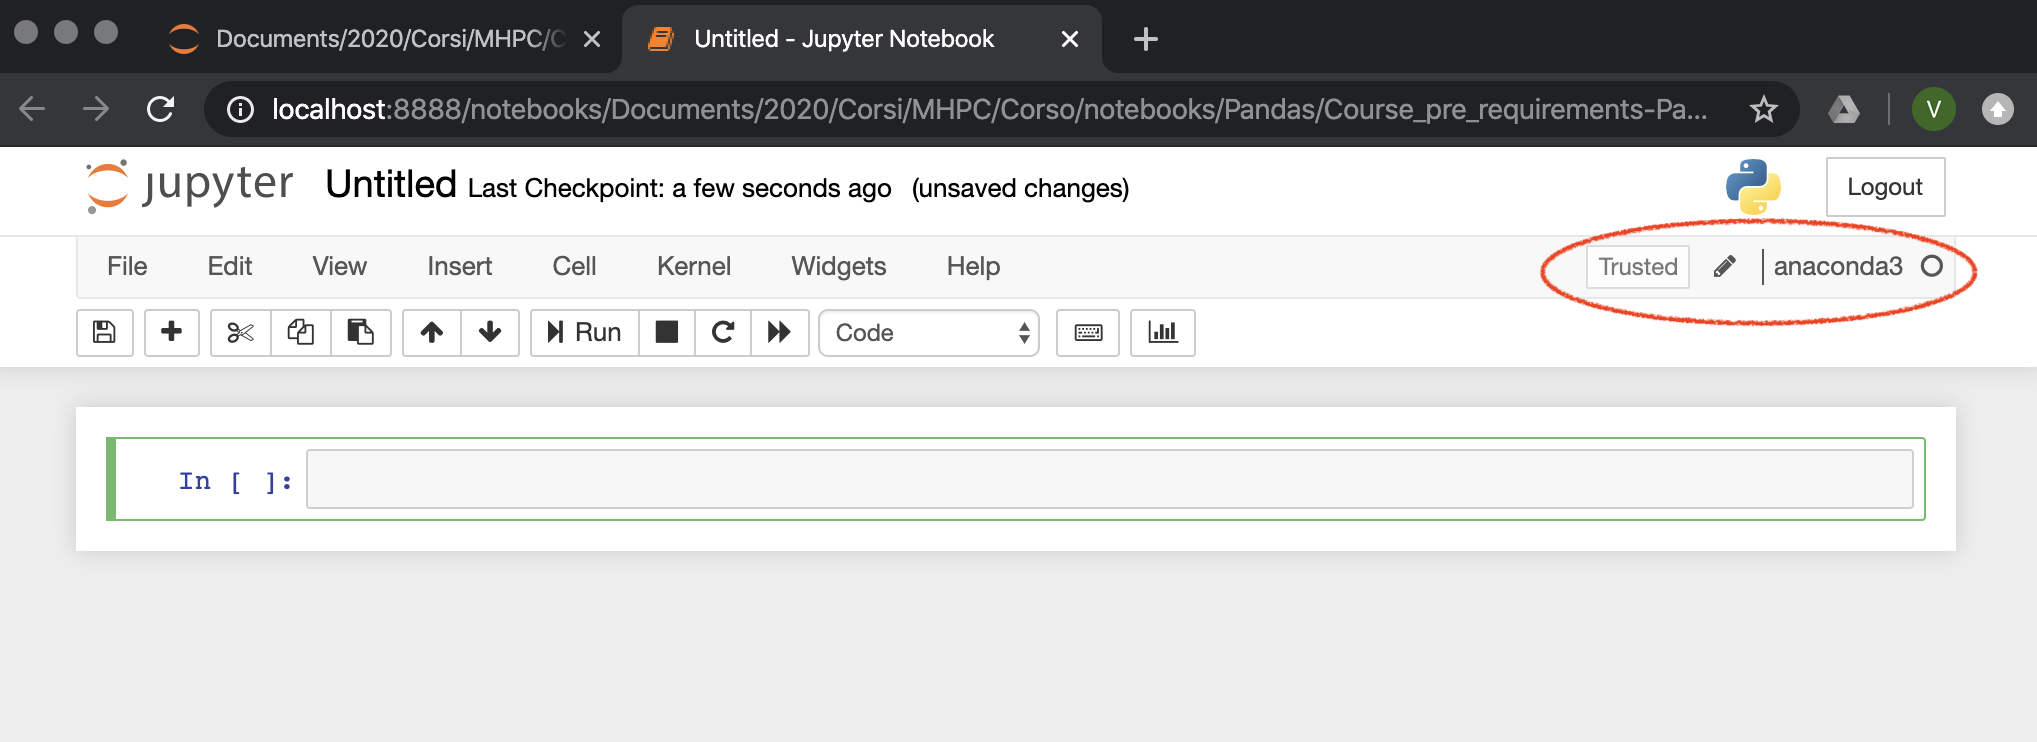 Documents/2020/Corsi/MHPC/C
Untitled - Jupyter Notebook
localhost:8888/notebooks/Documents/2020/Corsi/MHPC/Corso/notebooks/Pandas/Course_pre_requirements-Pa...
V
jupyter Untitled Last Checkpoint: a few seconds ago (unsaved changes)
Logout
File Edit View Insert Cell Kernel Widgets Help Trusted anaconda3
Run Code
In [ ]: